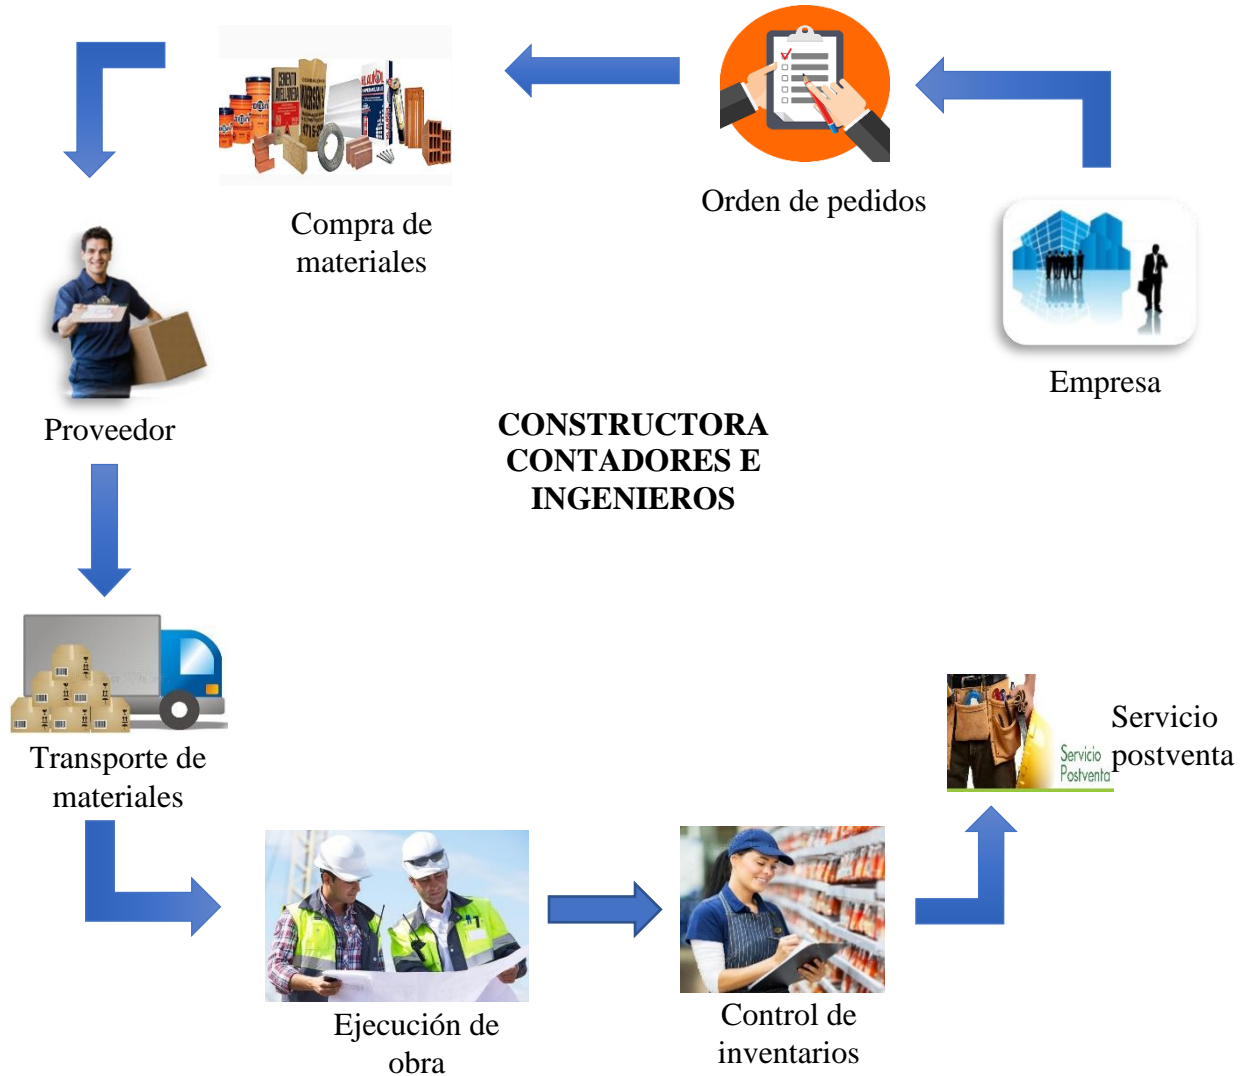 Orden de pedidos
Compra de
materiales
Empresa
Proveedor
CONSTRUCTORA
CONTADORES E
INGENIEROS
Transporte de
materiales
Servicio
postventa
Servicio
Postventa
Ejecución de
obra
Control de
inventarios